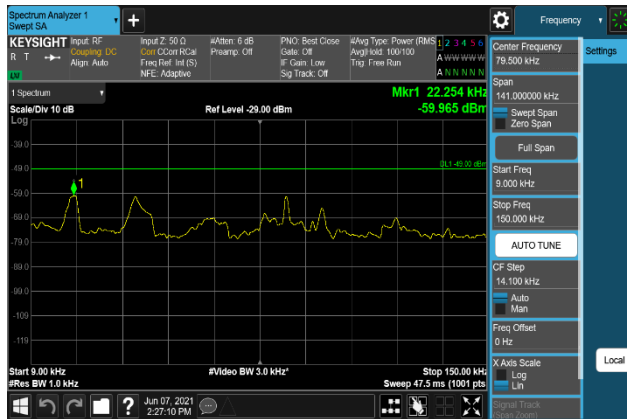 Spectrum Analyzer 1
Swept SA
+
Frequency
KEYSIGHT
R T
LW
Input: RF
Coupling: DC
Align: Auto
Input Z: 50 Ω
Corr CCorr RCal
Freq Ref: Int (S)
NFE: Adaptive
#Atten: 6 dB
Preamp: Off
PNO: Best Close
Gate: Off
IF Gain: Low
Sig Track: Off
#Avg Type: Power (RMS)
Avg|Hold: 100/100
Trig: Free Run
1 2 3 4 5 6
A W W W W W
A N N N N N
1 Spectrum
Scale/Div 10 dB
Log
Ref Level -29.00 dBm
Mkr1 22.254 kHz
-59.965 dBm
-39.0
-49.0
-59.0
-69.0
-79.0
-89.0
-99.0
-109
-119
DL1 -49.00 dBm
1
Start 9.00 kHz
#Res BW 1.0 kHz
#Video BW 3.0 kHz*
Stop 150.00 kHz
Sweep 47.5 ms (1001 pts
?
Jun 07, 2021
2:27:10 PM
Center Frequency
79.500 kHz
Span
141.000000 kHz
Swept Span
Zero Span
Full Span
Start Freq
9.000 kHz
Stop Freq
150.000 kHz
AUTO TUNE
CF Step
14.100 kHz
Auto
Man
Freq Offset
0 Hz
X Axis Scale
Log
Lin
Signal Track
(Span Zoom)
Settings
Local